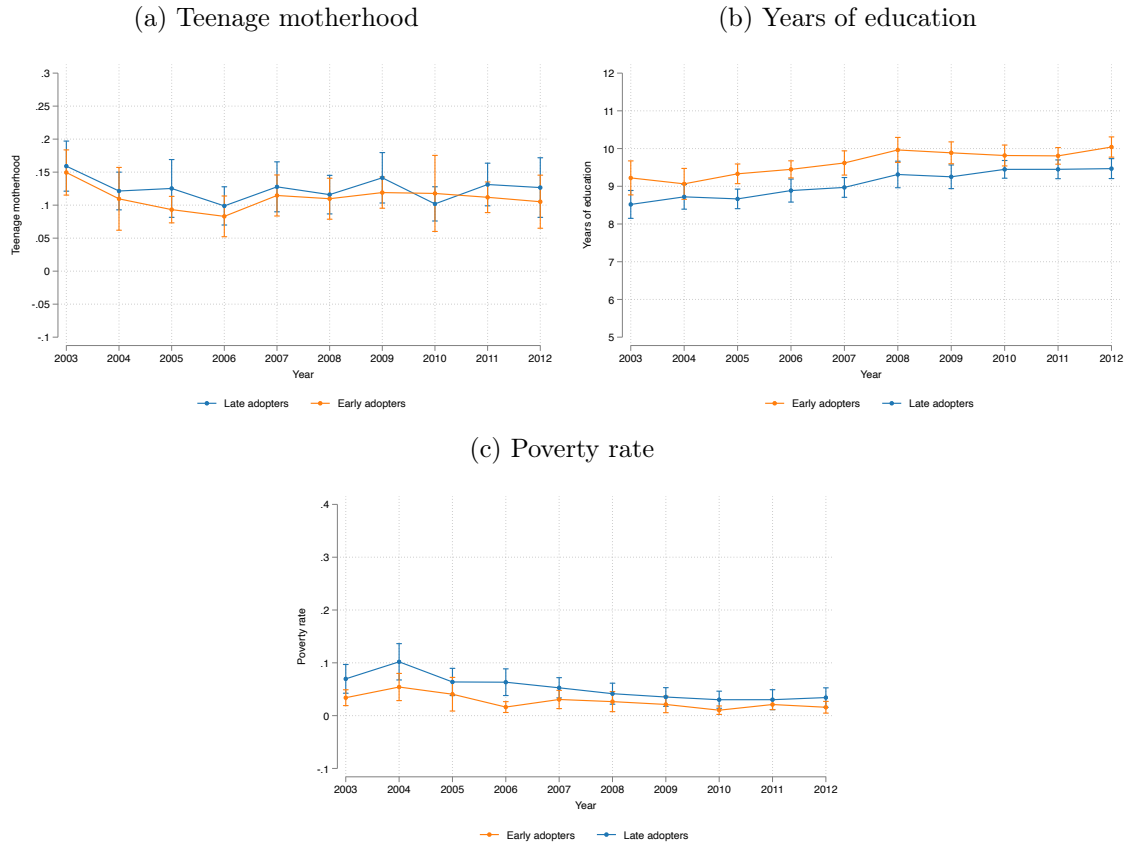 (a) Teenage motherhood
.3
.25
.2
.15
.1
.05
0
-.05
-.1
Teenage motherhood
2003 2004 2005 2006 2007 2008 2009 2010 2011 2012
Year
Late adopters Early adopters
(b) Years of education
12
11
10
9
8
7
6
5
Years of education
2003 2004 2005 2006 2007 2008 2009 2010 2011 2012
Year
Early adopters Late adopters
(c) Poverty rate
.4
.3
.2
.1
0
-.1
Poverty rate
2003 2004 2005 2006 2007 2008 2009 2010 2011 2012
Year
Early adopters Late adopters